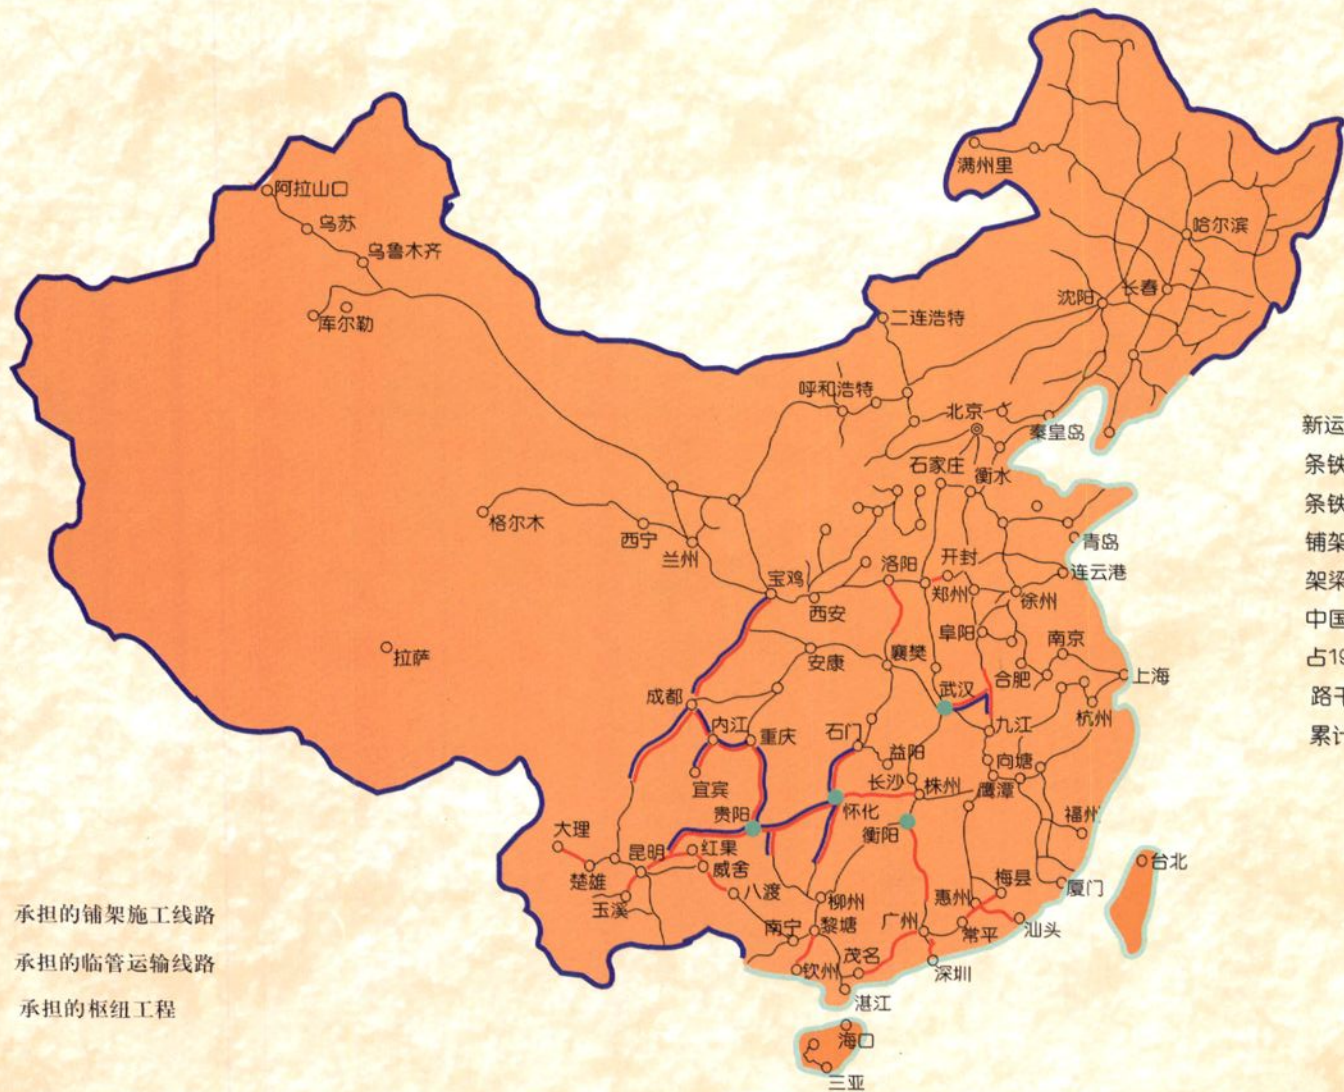 满州里
阿拉山口
哈尔滨
乌苏
乌鲁木齐
长春
沈阳
二连浩特
库尔勒
呼和浩特
北京
秦皇岛
新运
石家庄
衡水
条铁
条铁
格尔木
西宁
兰州
青岛
铺架
洛阳
开封
连云港
宝鸡
郑州
徐州
架梁
西安
中国
阜阳
南京
拉萨
安康
襄樊
占19
合肥
上海
成都
武汉
路干
杭州
内江
重庆
石门
九江
累计
益阳
向塘
宜宾
长沙
株州
鹰潭
贵阳
怀化
福州
大理
衡阳
昆明
红果
台北
威舍
楚雄
八渡
梅县
厦门
惠州
玉溪
柳州
承担的铺架施工线路
南宁
黎塘
广州
常平
汕头
茂名
承担的临管运输线路
钦州
深圳
湛江
承担的枢纽工程
海口
三亚